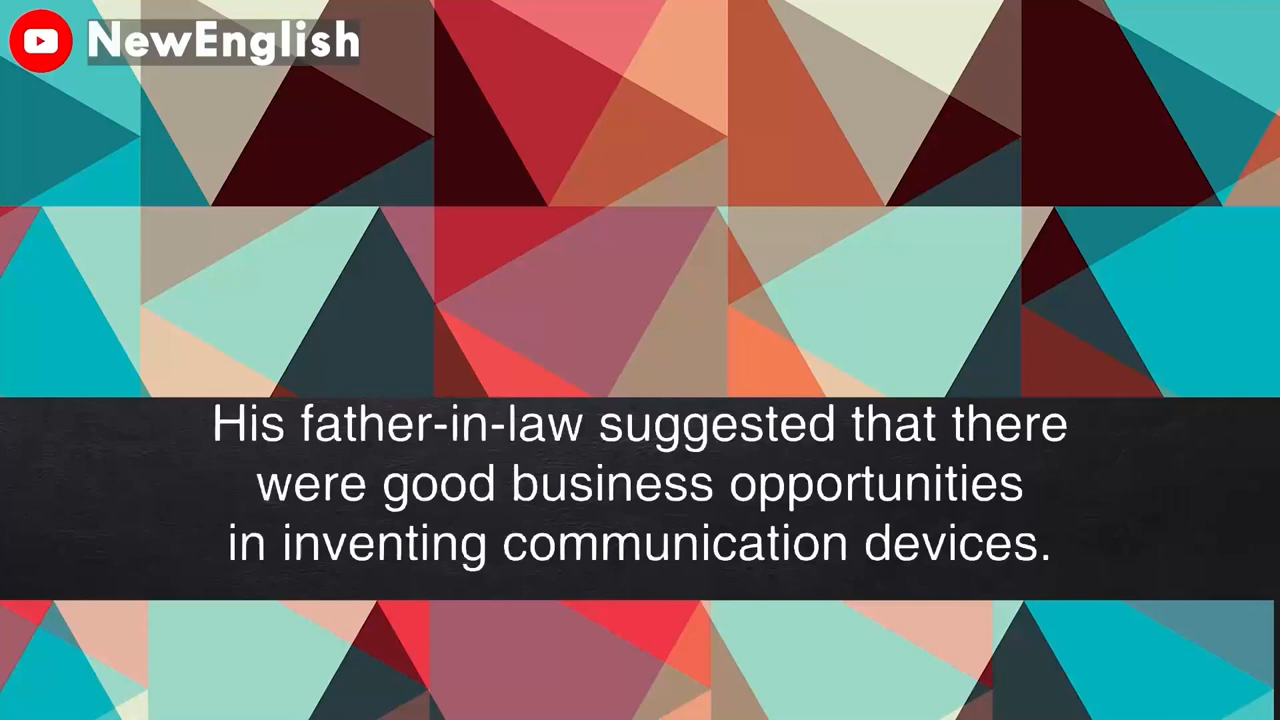 NewEnglish
His father-in-law suggested that there
were good business opportunities
in inventing communication devices.